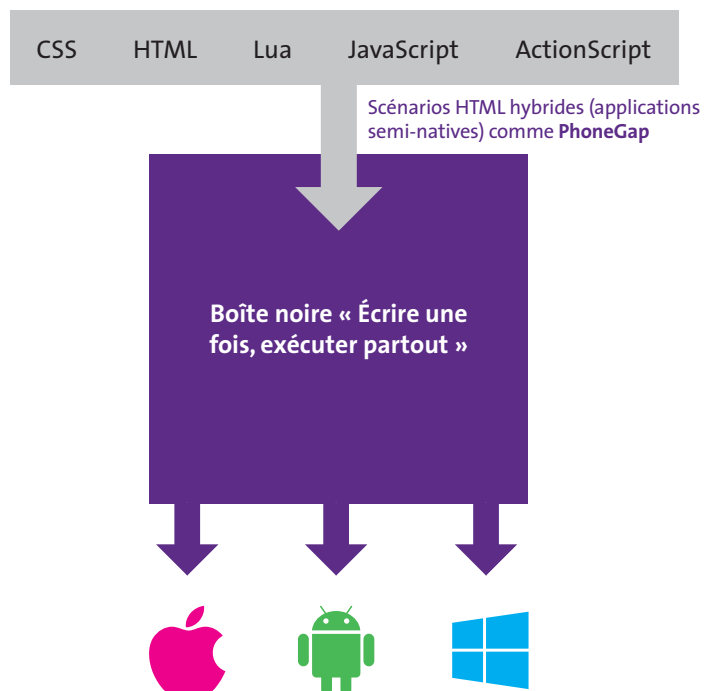 CSS HTML Lua JavaScript ActionScript
Scénarios HTML hybrides (applications
semi-natives) comme PhoneGap
Boîte noire « Écrire une
fois, exécuter partout »